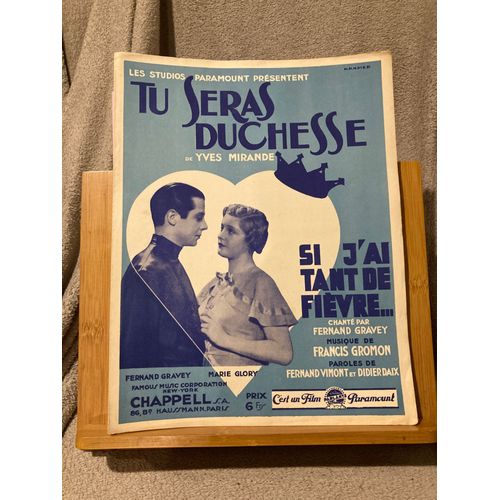 LES STUDIOS PARAMOUNT PRÉSENTENT
TU SERAS
DUCHESSE
DE YVES MIRANDE
SI J'AI
TANT DE
FIÈVRE...
CHANTÉ PAR
FERNAND GRAVEY
MUSIQUE DE
FRANCIS GROMON
PAROLES DE
FERNAND VIMONT ET DIDIER DAIX
FERNAND GRAVEY MARIE GLORY
FAMOUS MUSIC CORPORATION
NEW-YORK
CHAPPELL S.A.
86, BD HAUSSMANN. PARIS
PRIX
6 Frs
C'est un Film Paramount